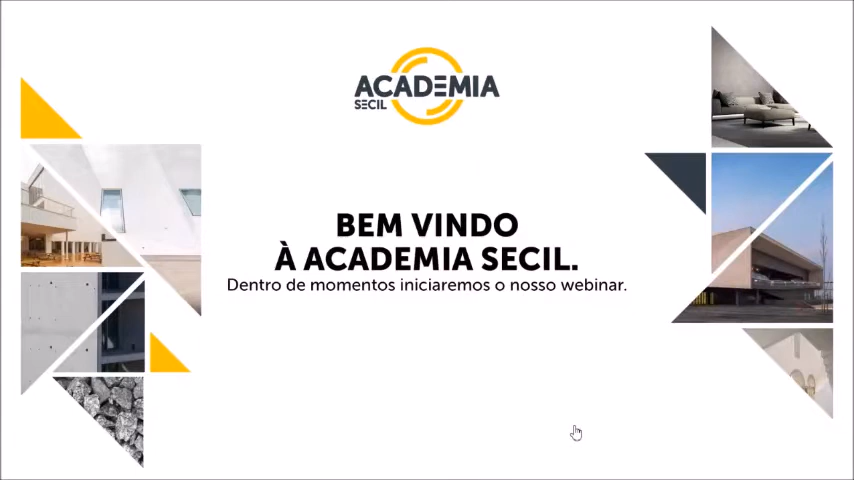 ACADEMIA
SECIL
BEM VINDO
À ACADEMIA SECIL.
Dentro de momentos iniciaremos o nosso webinar.